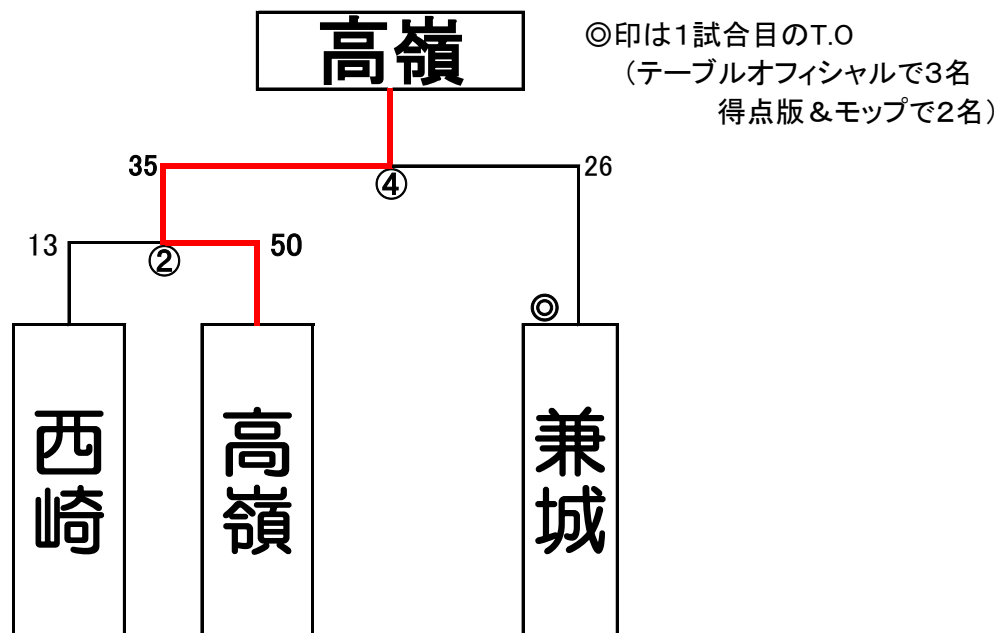 高嶺
◎印は1試合目のT.O
(テーブルオフィシャルで3名
得点版&モップで2名)
35
④
26
13
②
50
◎
西崎
高嶺
兼城